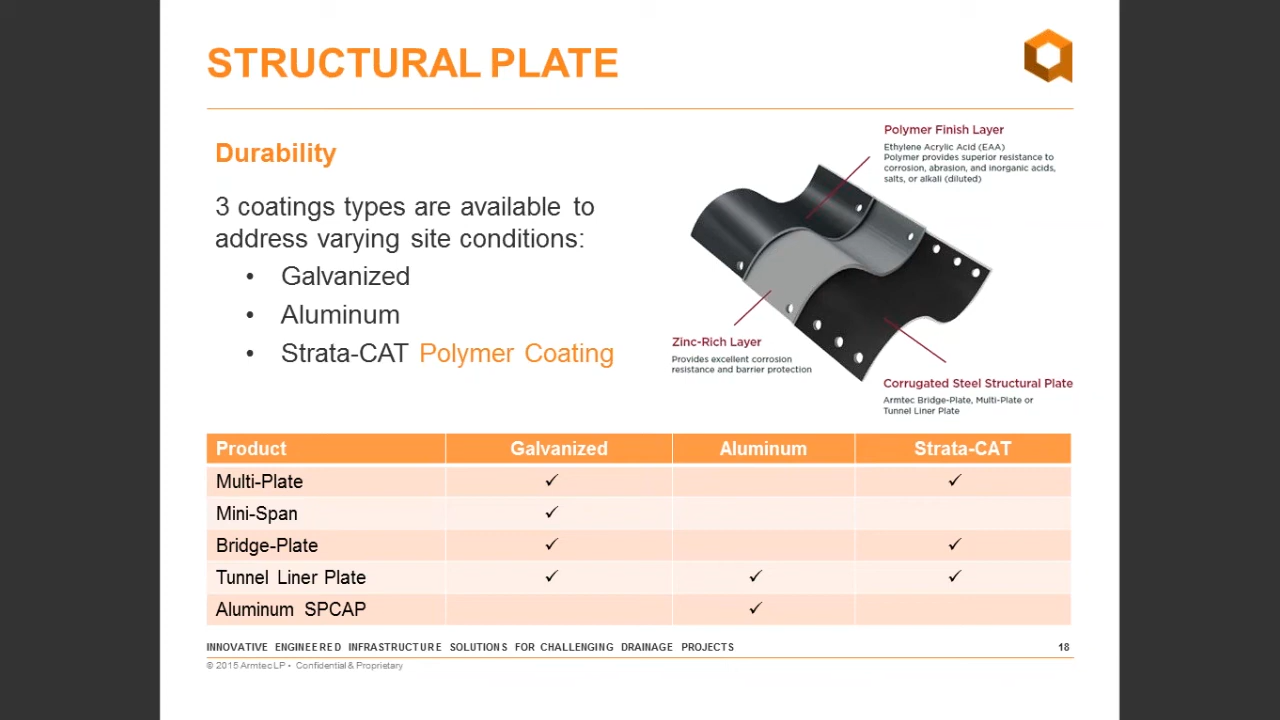 STRUCTURAL PLATE
Durability
3 coatings types are available to
address varying site conditions:
• Galvanized
• Aluminum
• Strata-CAT Polymer Coating
Polymer Finish Layer
Ethylene Acrylic Acid (EAA)
Polymer provides superior resistance to
corrosion, abrasion, and inorganic acids,
salts, or alkali (diluted)
Zinc-Rich Layer
Provides excellent corrosion
resistance and barrier protection
Corrugated Steel Structural Plate
Armtec Bridge-Plate, Multi-Plate or
Tunnel Liner Plate
Product Galvanized Aluminum Strata-CAT
Multi-Plate ✓ ✓
Mini-Span ✓
Bridge-Plate ✓ ✓
Tunnel Liner Plate ✓ ✓ ✓
Aluminum SPCAP ✓
INNOVATIVE ENGINEERED INFRASTRUCTURE SOLUTIONS FOR CHALLENGING DRAINAGE PROJECTS 18
© 2015 Armtec LP • Confidential & Proprietary